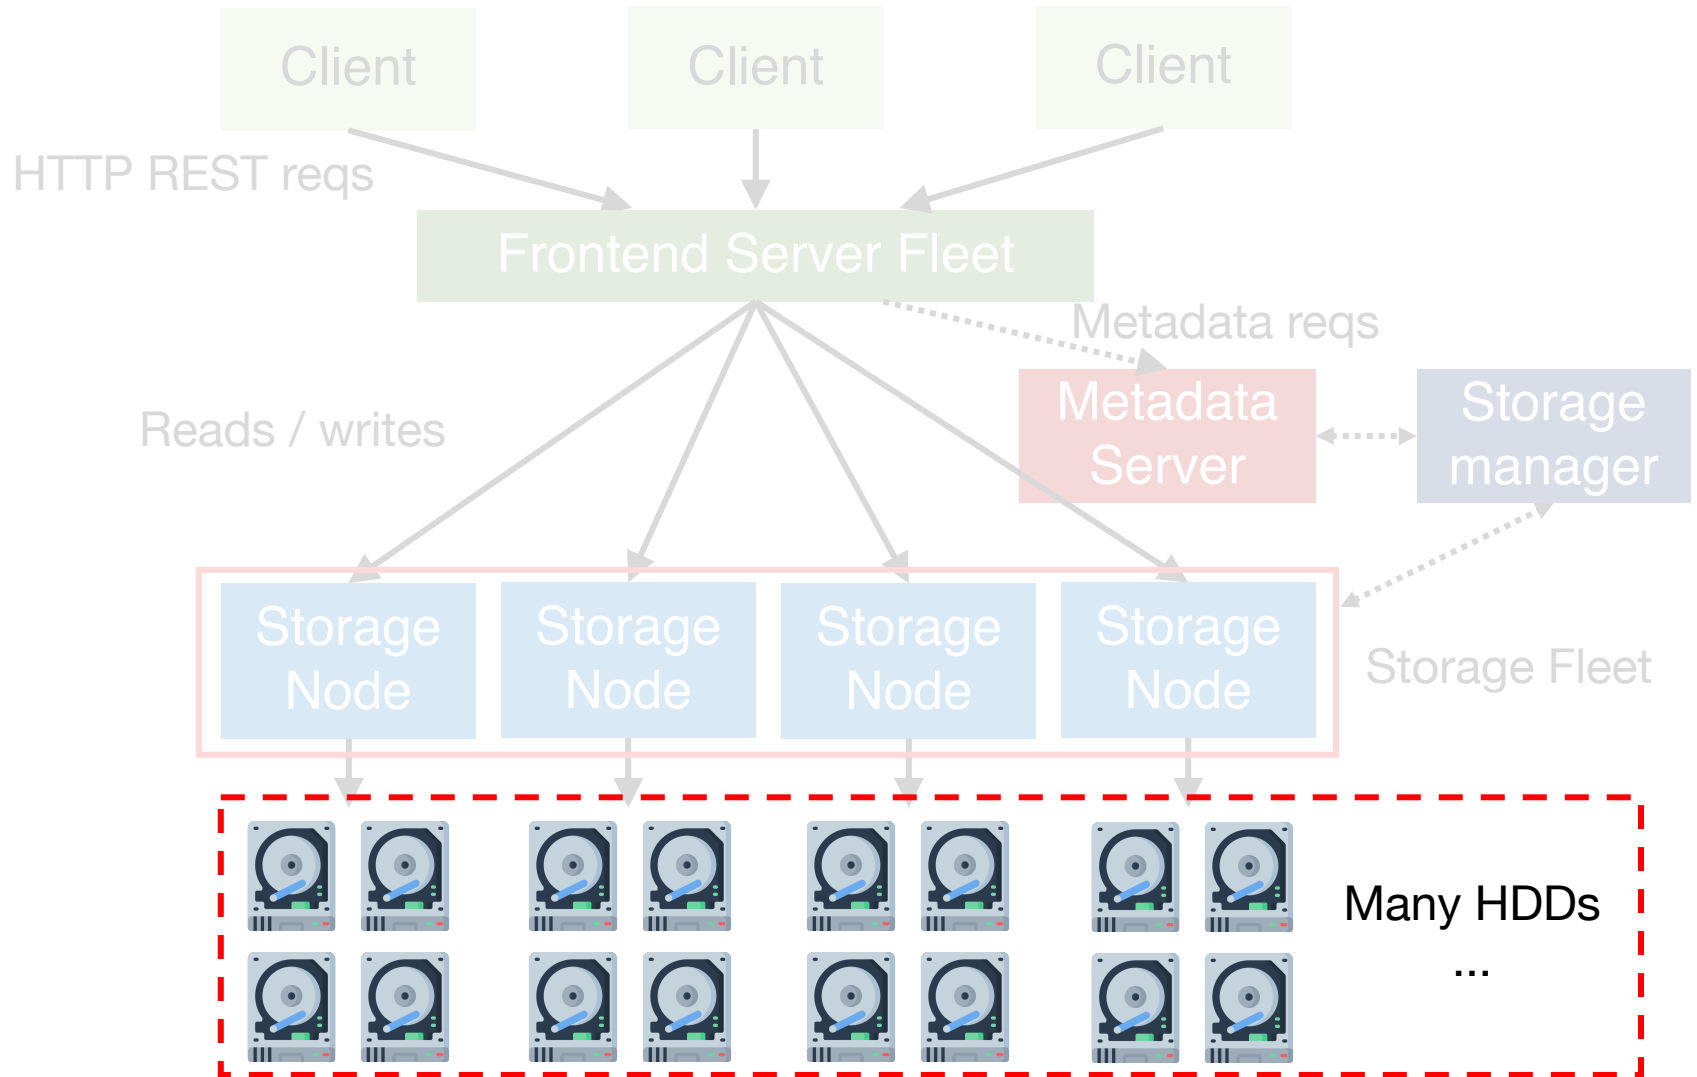 Client
Client
Client
HTTP REST reqs
Frontend Server Fleet
Metadata reqs
Metadata
Server
Storage
manager
Reads / writes
Storage
Node
Storage
Node
Storage
Node
Storage
Node
Storage Fleet
Many HDDs
...